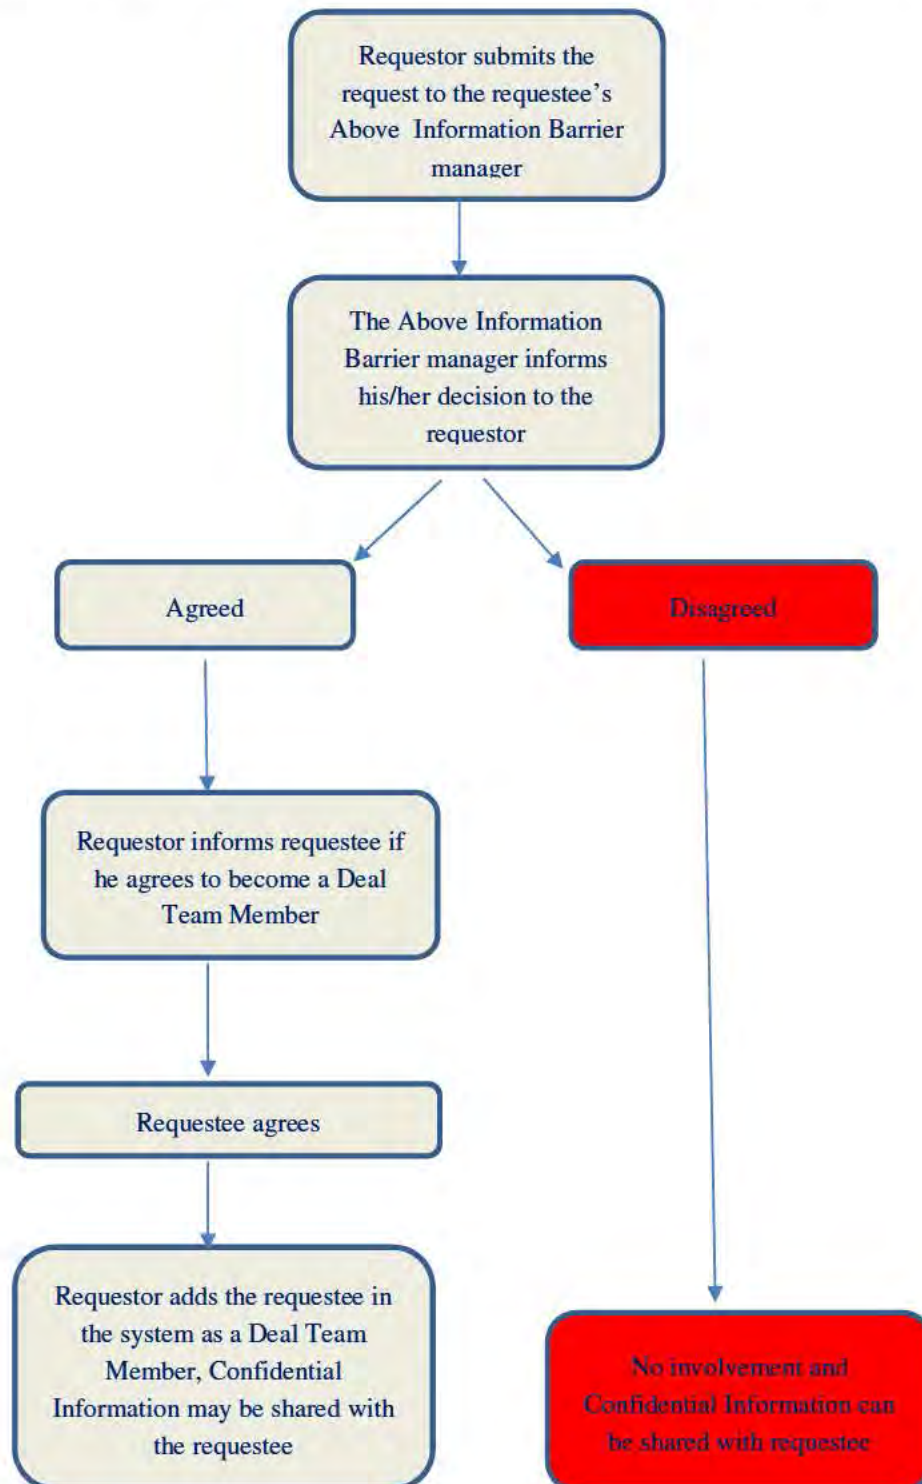 Requestor submits the
request to the requestee's
Above Information Barrier
manager
The Above Information
Barrier manager informs
his/her decision to the
requestor
Agreed
Disagreed
Requestor informs requestee if
he agrees to become a Deal
Team Member
Requestee agrees
Requestor adds the requestee in
the system as a Deal Team
Member, Confidential
Information may be shared with
the requestee
No involvement and
Confidential Information can
be shared with requestee